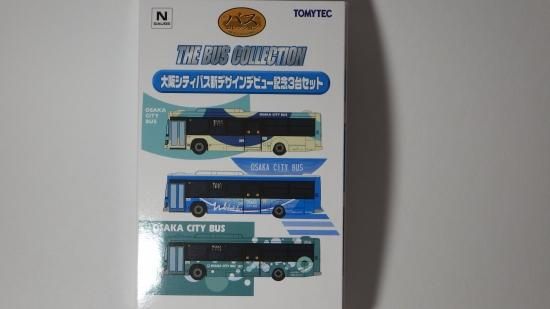 N
GAUGE
バス
TOMYTEC
THE BUS COLLECTION
大阪シティバス新デザインデビュー記念3台セット
OSAKA
CITY
BUS
OSAKA CITY BUS
OSAKA CITY BUS
OSAKA CITY BUS